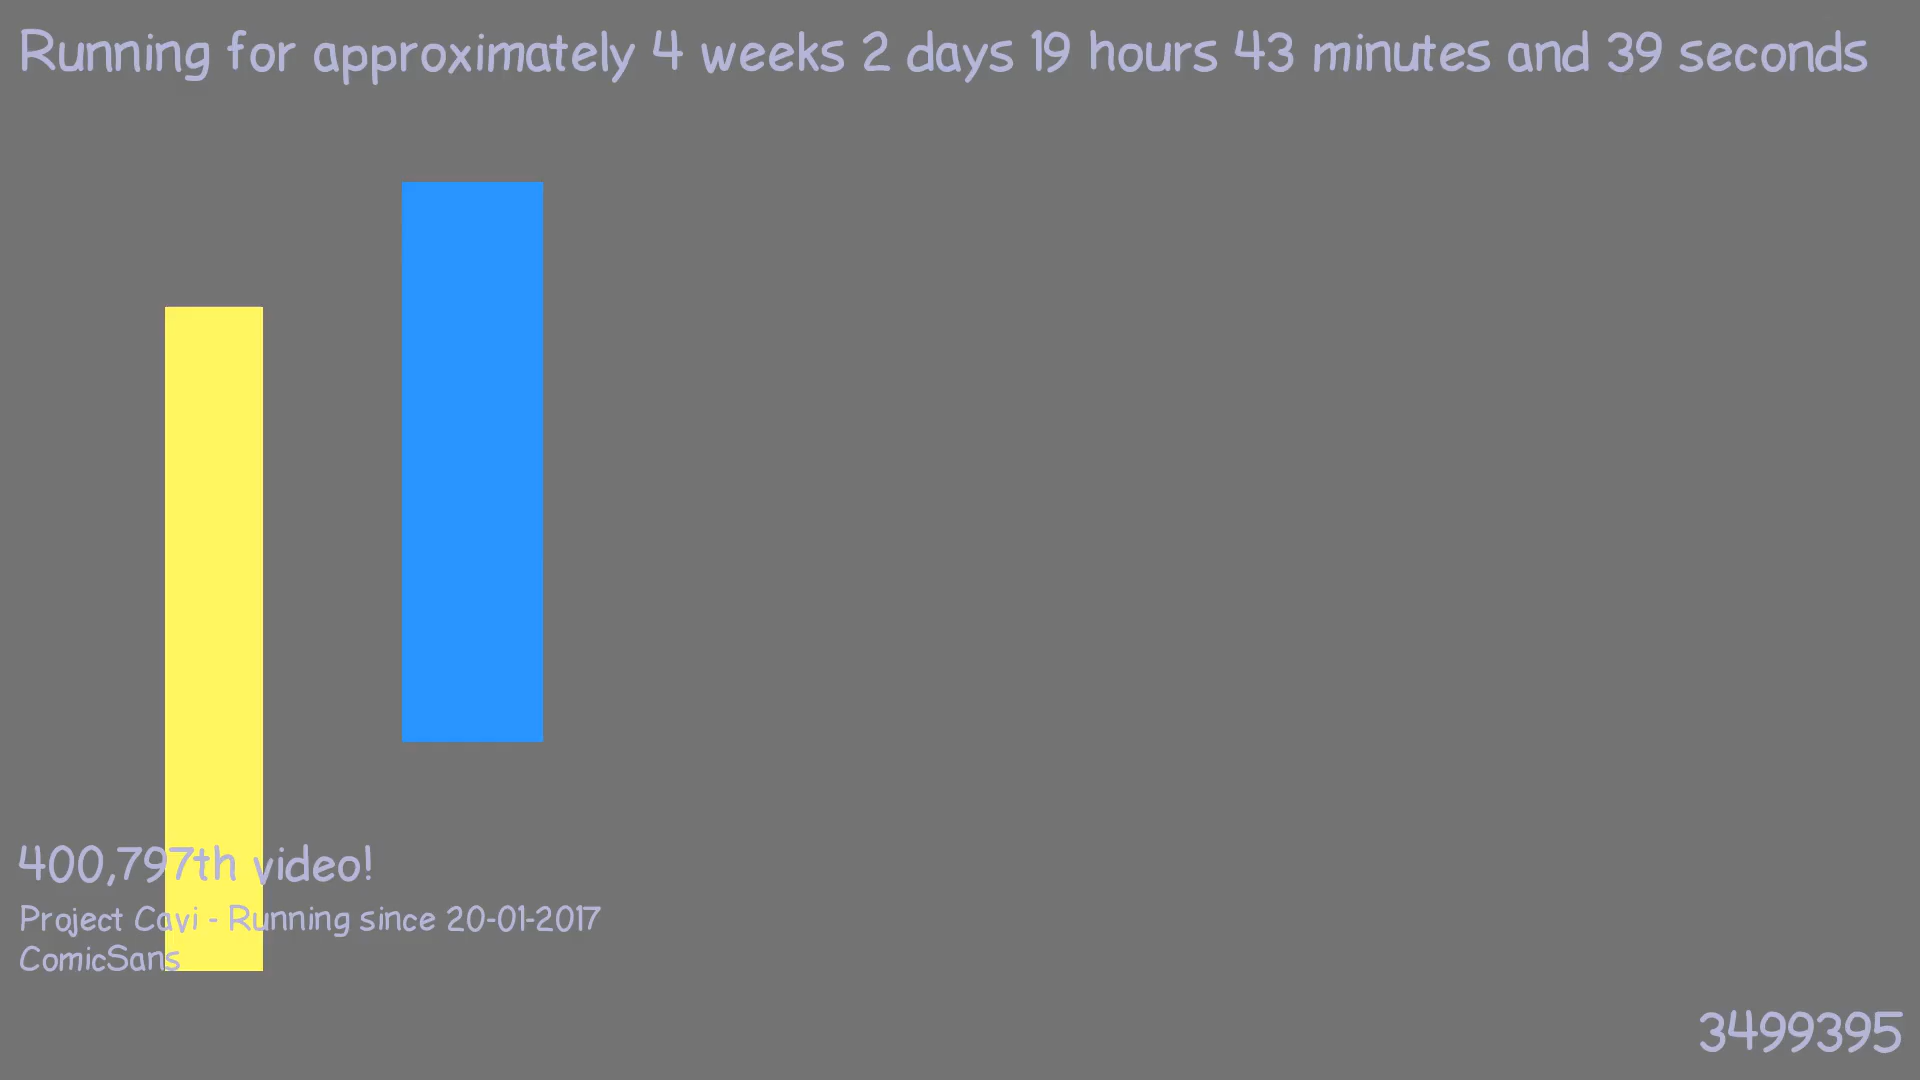 Running for approximately 4 weeks 2 days 19 hours 43 minutes and 39 seconds
400,797th video!
Project Cavi - Running since 20-01-2017
ComicSans
3499395